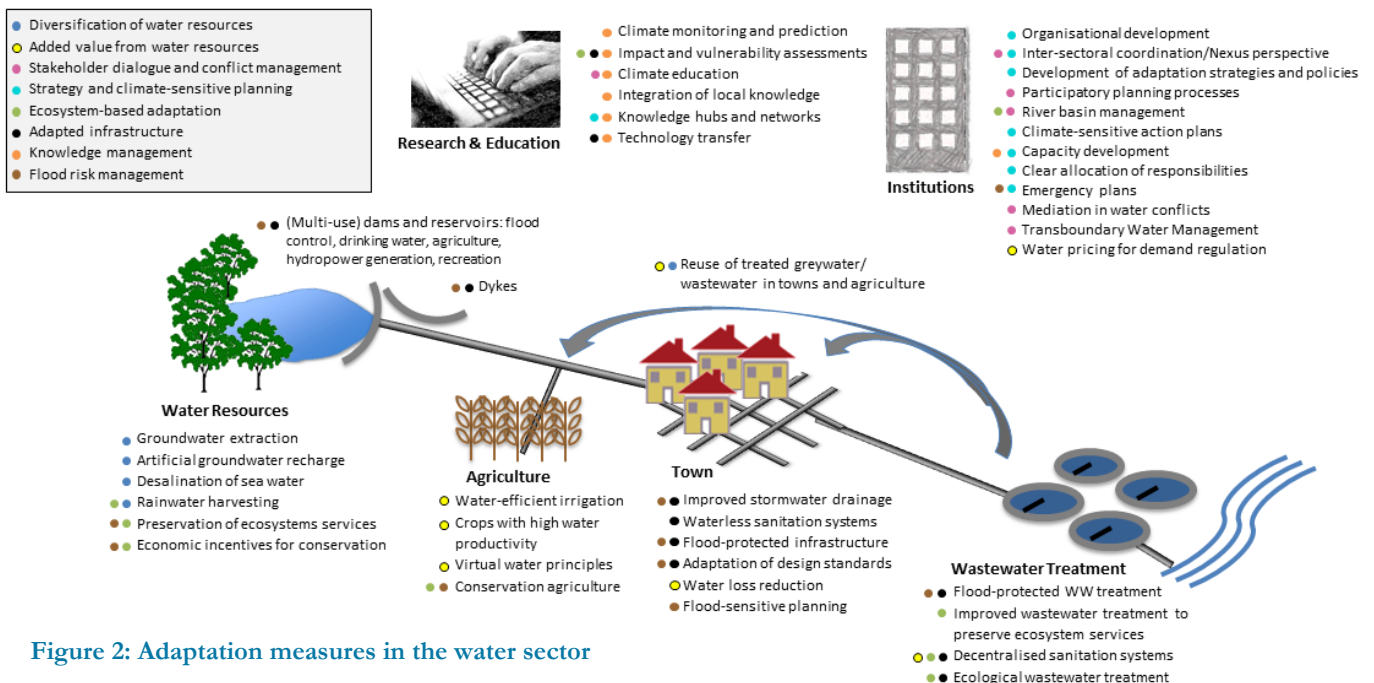 Diversification of water resources
Added value from water resources
Stakeholder dialogue and conflict management
Strategy and climate-sensitive planning
Ecosystem-based adaptation
Adapted infrastructure
Knowledge management
Flood risk management
Research & Education
Climate monitoring and prediction
Impact and vulnerability assessments
Climate education
Integration of local knowledge
Knowledge hubs and networks
Technology transfer
Institutions
Organisational development
Inter-sectoral coordination/Nexus perspective
Development of adaptation strategies and policies
Participatory planning processes
River basin management
Climate-sensitive action plans
Capacity development
Clear allocation of responsibilities
Emergency plans
Mediation in water conflicts
Transboundary Water Management
Water pricing for demand regulation
(Multi-use) dams and reservoirs: flood
control, drinking water, agriculture,
hydropower generation, recreation
Dykes
Reuse of treated greywater/
wastewater in towns and agriculture
Water Resources
Groundwater extraction
Artificial groundwater recharge
Desalination of sea water
Rainwater harvesting
Preservation of ecosystems services
Economic incentives for conservation
Agriculture
Water-efficient irrigation
Crops with high water
productivity
Virtual water principles
Conservation agriculture
Town
Improved stormwater drainage
Waterless sanitation systems
Flood-protected infrastructure
Adaptation of design standards
Water loss reduction
Flood-sensitive planning
Wastewater Treatment
Flood-protected WW treatment
Improved wastewater treatment to
preserve ecosystem services
Decentralised sanitation systems
Ecological wastewater treatment
Figure 2: Adaptation measures in the water sector